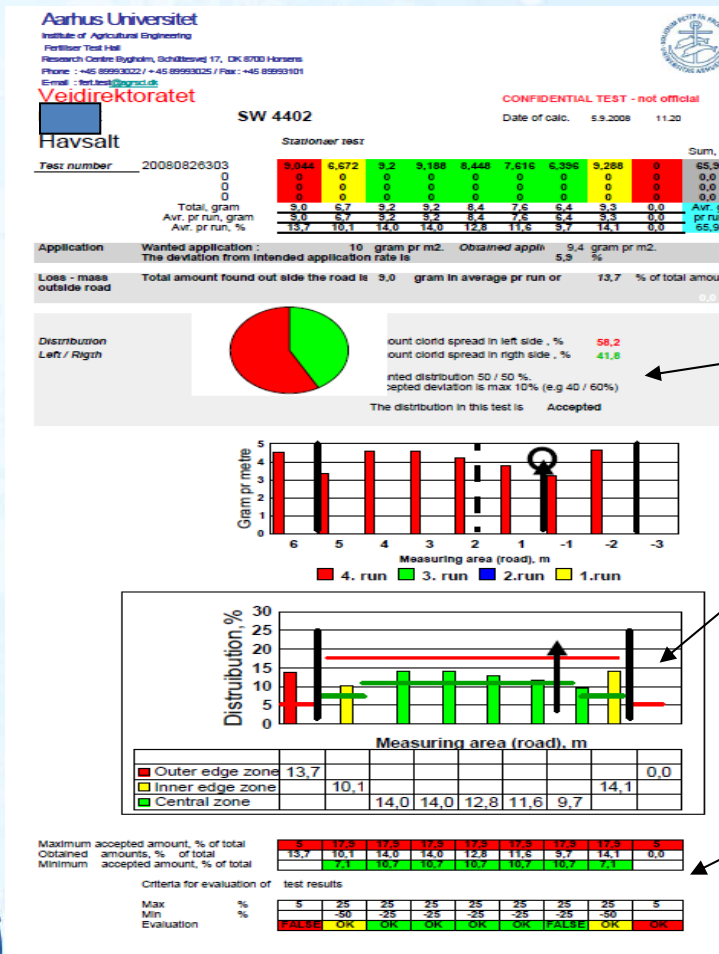 Aarhus Universitet
Institute of Agricultural Engineering
Fertiliser Test Hall
Research Centre Bygholm, Schüttesvej 17, DK 8700 Horsens
Phone : +45 89993022 / +45 89993025 / Fax : +45 89993101
E-mail : fert.test@agrsci.dk
Vejdirektoratet
CONFIDENTIAL TEST - not official
SW 4402
Date of calc. 5.9.2008 11.20
Havsalt
Stationær test
Sum,
Test number 20080826303 9,044 6,672 9,2 9,188 8,448 7,616 6,396 9,288 0 65,9
0 0 0 0 0 0 0 0 0 0 0,0
0 0 0 0 0 0 0 0 0 0 0,0
0 0 0 0 0 0 0 0 0 0 0,0
Total, gram 9,0 6,7 9,2 9,2 8,4 7,6 6,4 9,3 0,0 Avr.
Avr. pr run, gram 9,0 6,7 9,2 9,2 8,4 7,6 6,4 9,3 0,0 pr run
Avr. pr run, % 13,7 10,1 14,0 14,0 12,8 11,6 9,7 14,1 0,0 65,9
Application Wanted application : 10 gram pr m2. Obtained appli 9,4 gram pr m2.
The deviation from intended application rate is 5,9 %
Loss - mass Total amount found out side the road is 9,0 gram in average pr run or 13,7 % of total amou
outside road
0,0
Distribution
Left / Rigth
ount clorid spread in left side , % 58,2
ount clorid spread in rigth side , % 41,8
nted distribution 50 / 50 %.
cepted deviation is max 10% (e.g 40 / 60%)
The distribution in this test is Accepted
Gram pr metre
5
4
3
2
1
0
6 5 4 3 2 1 -1 -2 -3
Measuring area (road), m
4. run 3. run 2.run 1.run
Distruibution, %
30
25
20
15
10
5
0
Measuring area (road), m
Outer edge zone 13,7 0,0
Inner edge zone 10,1 14,1
Central zone 14,0 14,0 12,8 11,6 9,7
Maximum accepted amount, % of total 5 17,9 17,9 17,9 17,9 17,9 17,9 17,9 5
Obtained amounts, % of total 13,7 10,1 14,0 14,0 12,8 11,6 9,7 14,1 0,0
Minimum accepted amount, % of total 7,1 10,7 10,7 10,7 10,7 10,7 7,1
Criteria for evaluation of test results
Max % 5 25 25 25 25 25 25 25 5
Min % -50 -25 -25 -25 -25 -25 -50
Evaluation FALSE OK OK OK OK OK FALSE OK OK